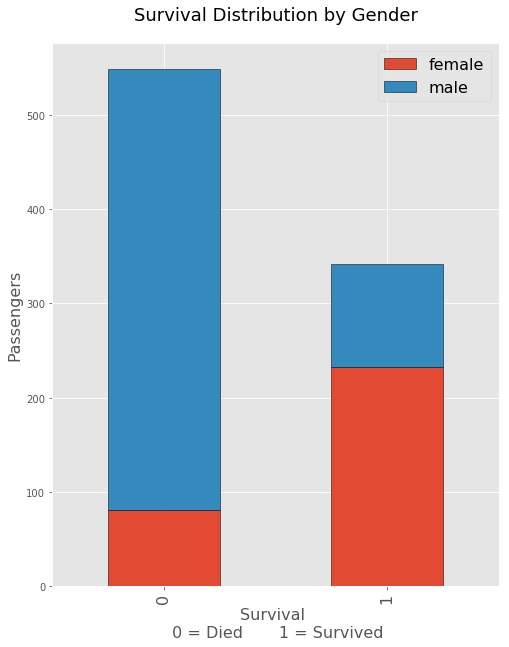 Survival Distribution by Gender
female
male
500
400
300
200
100
0
Passengers
0
1
Survival
0 = Died 1 = Survived